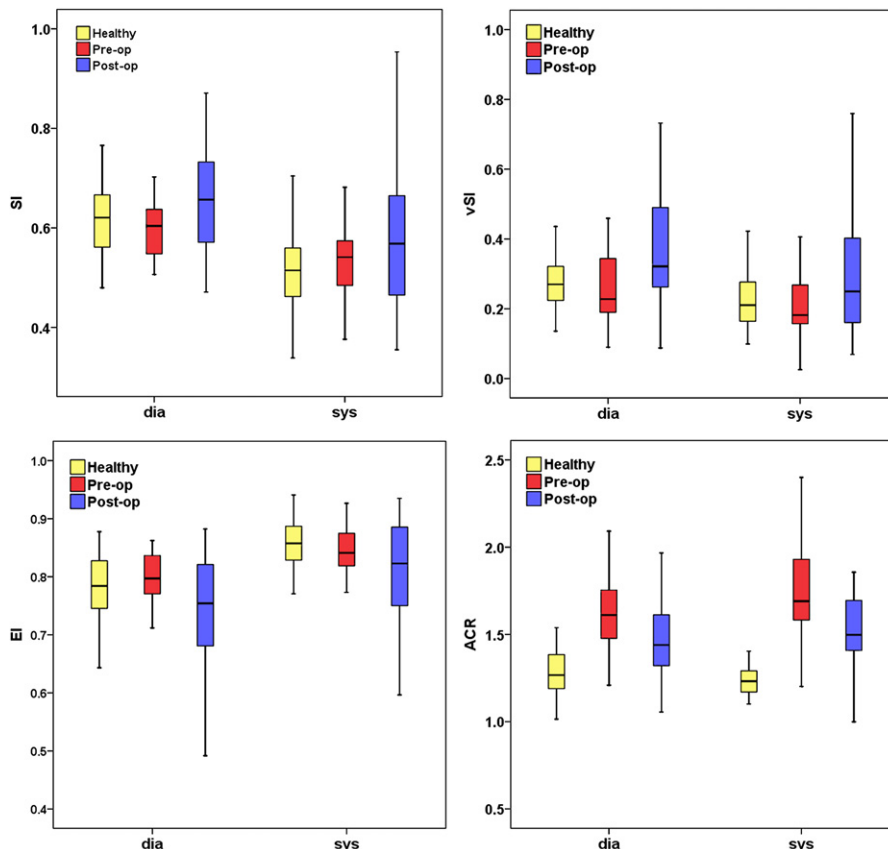 1.0
0.8
0.6
0.4
SI
Healthy
Pre-op
Post-op
dia sys
1.0
0.8
0.6
0.4
0.2
0.0
vSI
Healthy
Pre-op
Post-op
dia sys
1.0
0.9
0.8
0.7
0.6
0.5
0.4
EI
Healthy
Pre-op
Post-op
dia sys
2.5
2.0
1.5
1.0
0.5
ACR
Healthy
Pre-op
Post-op
dia sys